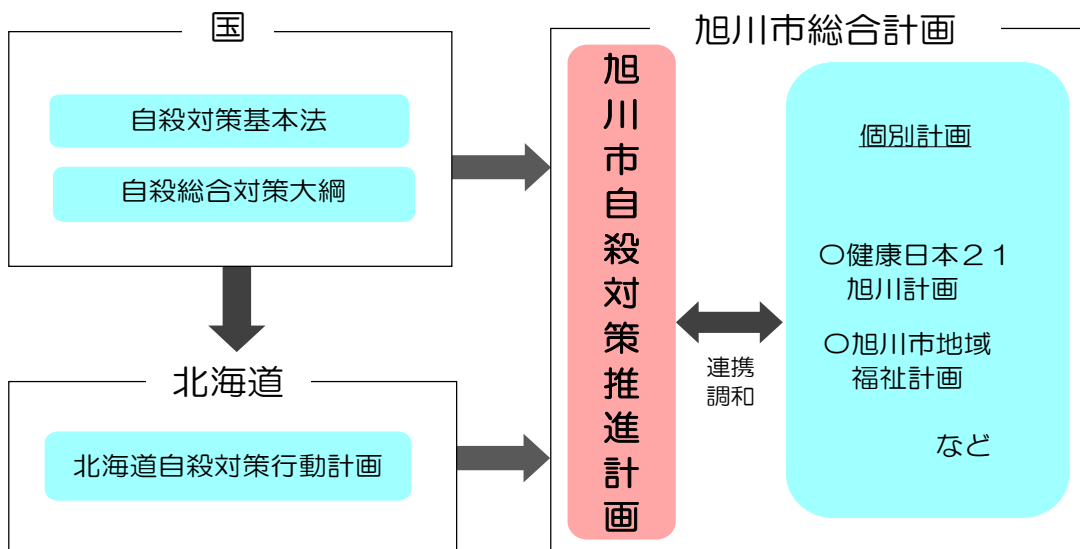 国
自殺対策基本法
自殺総合対策大綱
北海道
北海道自殺対策行動計画
旭川市総合計画
旭川市自殺対策推進計画
連携
調和
個別計画
〇健康日本２１
旭川計画
〇旭川市地域
福祉計画
など